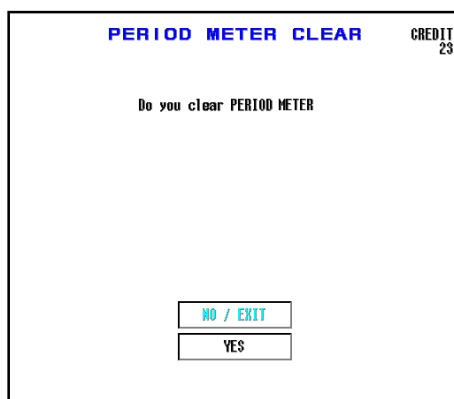 PERIOD METER CLEAR
CREDIT
23
Do you clear PERIOD METER
NO / EXIT
YES